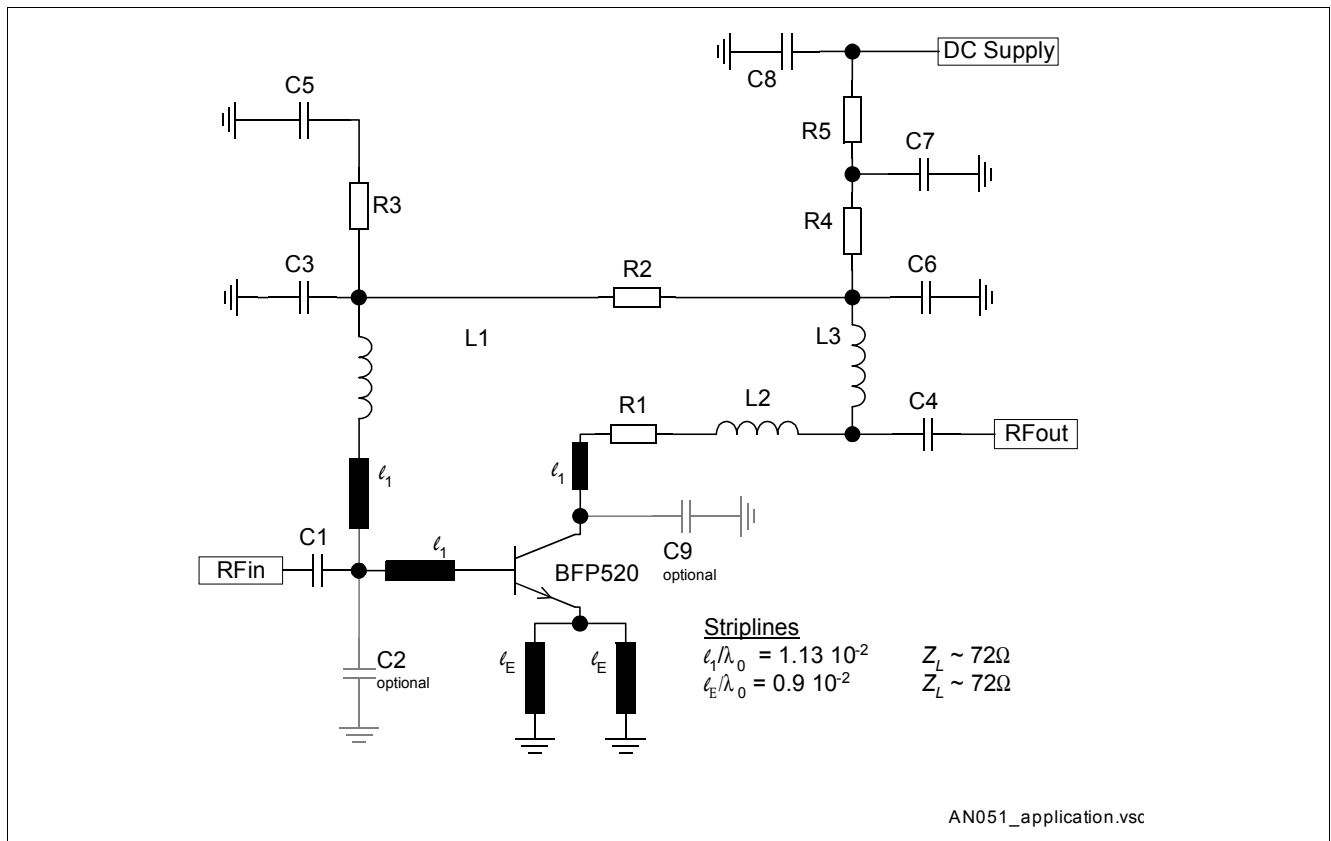 DC Supply
C8
C5
R5
C7
R3
R4
C3
R2
C6
L1
L3
R1
L2
C4
RFout
ℓ1
ℓ1
C1
ℓ1
RFin
BFP520
C9
optional
C2
optional
ℓE
ℓE
Striplines
ℓ1/λ0 = 1.13 10-2 ZL ~ 72Ω
ℓE/λ0 = 0.9 10-2 ZL ~ 72Ω
AN051_application.vsd